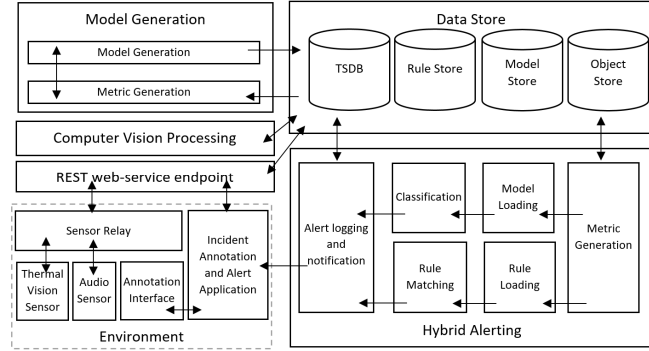 Model Generation
Model Generation
Metric Generation
Data Store
TSDB
Rule Store
Model
Store
Object
Store
Computer Vision Processing
REST web-service endpoint
Sensor Relay
Thermal
Vision
Sensor
Audio
Sensor
Annotation
Interface
Incident
Annotation
and Alert
Application
Environment
Alert logging
and
notification
Classification
Model
Loading
Rule
Matching
Rule
Loading
Metric
Generation
Hybrid Alerting